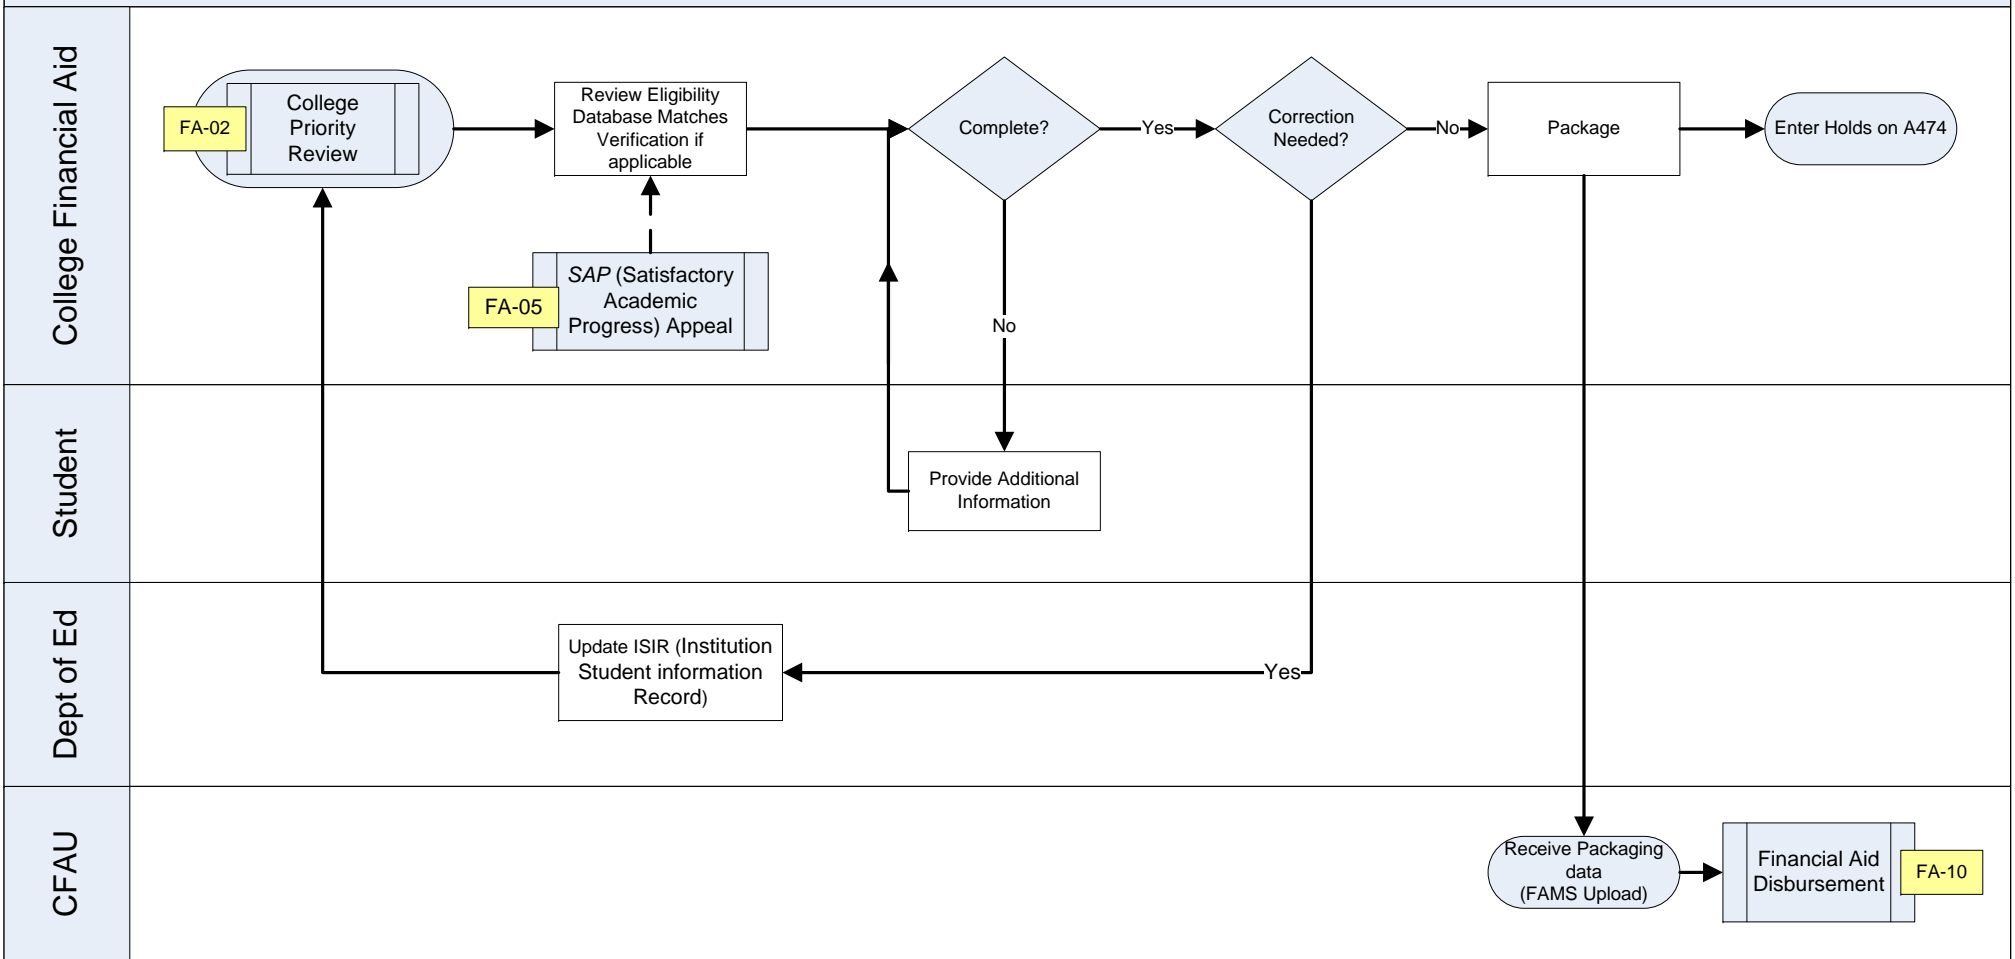 College Financial Aid
FA-02
College
Priority
Review
Review Eligibility
Database Matches
Verification if
applicable
Complete?
Yes
Correction
Needed?
No
Package
Enter Holds on A474
FA-05
SAP (Satisfactory
Academic
Progress) Appeal
No
Student
Provide Additional
Information
Dept of Ed
Update ISIR (Institution
Student information
Record)
Yes
CFAU
Receive Packaging
data
(FAMS Upload)
Financial Aid
Disbursement
FA-10